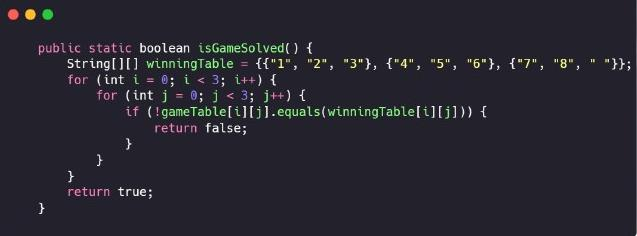 public static boolean isGameSolved() {
    String[][] winningTable = {{"1", "2", "3"}, {"4", "5", "6"}, {"7", "8", " "}};
    for (int i = 0; i < 3; i++) {
        for (int j = 0; j < 3; j++) {
            if (!gameTable[i][j].equals(winningTable[i][j])) {
                return false;
            }
        }
    }
    return true;
}